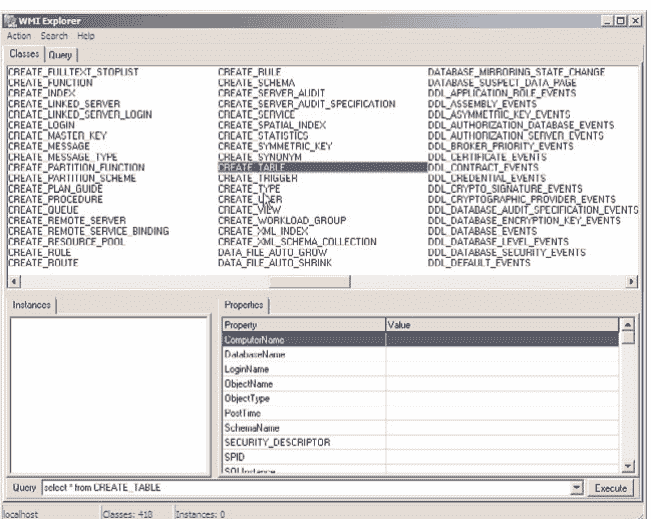 WMI Explorer
Action Search Help
Classes Query
CREATE_FULLTEXT_STOPLIST
CREATE_FUNCTION
CREATE_INDEX
CREATE_LINKED_SERVER
CREATE_LINKED_SERVER_LOGIN
CREATE_LOGIN
CREATE_MASTER_KEY
CREATE_MESSAGE
CREATE_MESSAGE_TYPE
CREATE_PARTITION_FUNCTION
CREATE_PARTITION_SCHEME
CREATE_PLAN_GUIDE
CREATE_PROCEDURE
CREATE_QUEUE
CREATE_REMOTE_SERVER
CREATE_REMOTE_SERVICE_BINDING
CREATE_RESOURCE_POOL
CREATE_ROLE
CREATE_ROUTE
CREATE_RULE
CREATE_SCHEMA
CREATE_SERVER_AUDIT
CREATE_SERVER_AUDIT_SPECIFICATION
CREATE_SERVICE
CREATE_SPATIAL_INDEX
CREATE_STATISTICS
CREATE_SYMMETRIC_KEY
CREATE_SYNONYM
CREATE_TABLE
CREATE_TRIGGER
CREATE_TYPE
CREATE_USER
CREATE_VIEW
CREATE_WORKLOAD_GROUP
CREATE_XML_INDEX
CREATE_XML_SCHEMA_COLLECTION
DATA_FILE_AUTO_GROW
DATA_FILE_AUTO_SHRINK
DATABASE_MIRRORING_STATE_CHANGE
DATABASE_SUSPECT_DATA_PAGE
DDL_APPLICATION_ROLE_EVENTS
DDL_ASSEMBLY_EVENTS
DDL_ASYMMETRIC_KEY_EVENTS
DDL_AUTHORIZATION_DATABASE_EVENTS
DDL_AUTHORIZATION_SERVER_EVENTS
DDL_BROKER_PRIORITY_EVENTS
DDL_CERTIFICATE_EVENTS
DDL_CONTRACT_EVENTS
DDL_CREDENTIAL_EVENTS
DDL_CRYPTO_SIGNATURE_EVENTS
DDL_CRYPTOGRAPHIC_PROVIDER_EVENTS
DDL_DATABASE_AUDIT_SPECIFICATION_EVENTS
DDL_DATABASE_ENCRYPTION_KEY_EVENTS
DDL_DATABASE_EVENTS
DDL_DATABASE_LEVEL_EVENTS
DDL_DATABASE_SECURITY_EVENTS
DDL_DEFAULT_EVENTS
Instances
Properties
Property Value
ComputerName
DatabaseName
LoginName
ObjectName
ObjectType
PostTime
SchemaName
SECURITY_DESCRIPTOR
SPID
SQLInstance
Query select * from CREATE_TABLE Execute
localhost Classes: 418 Instances: 0